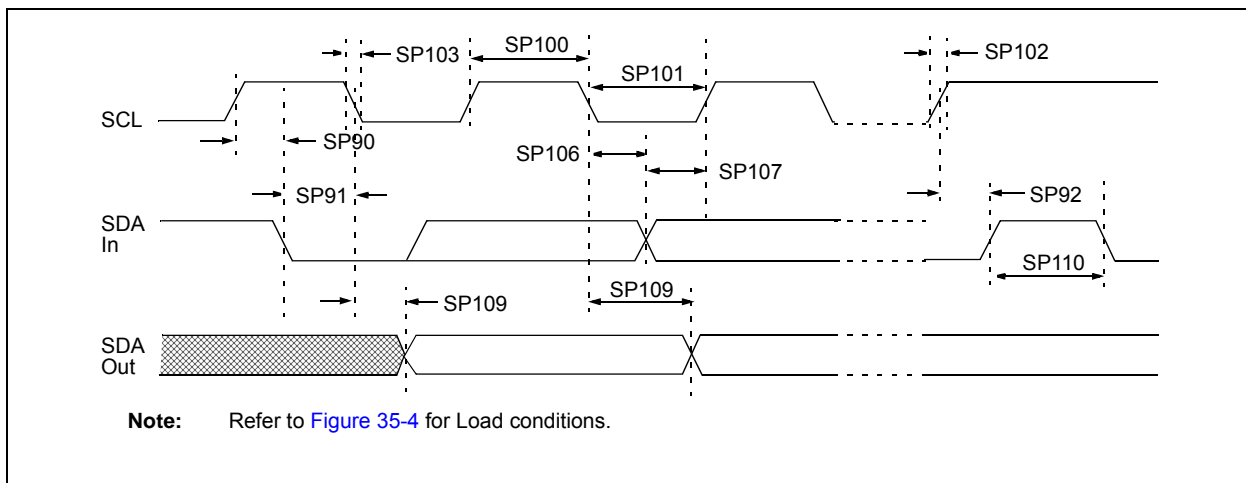 SP103
SP100
SP101
SP102
SCL
SP90
SP106
SP107
SP91
SP92
SDA
In
SP110
SP109
SP109
SDA
Out
Note: Refer to Figure 35-4 for Load conditions.